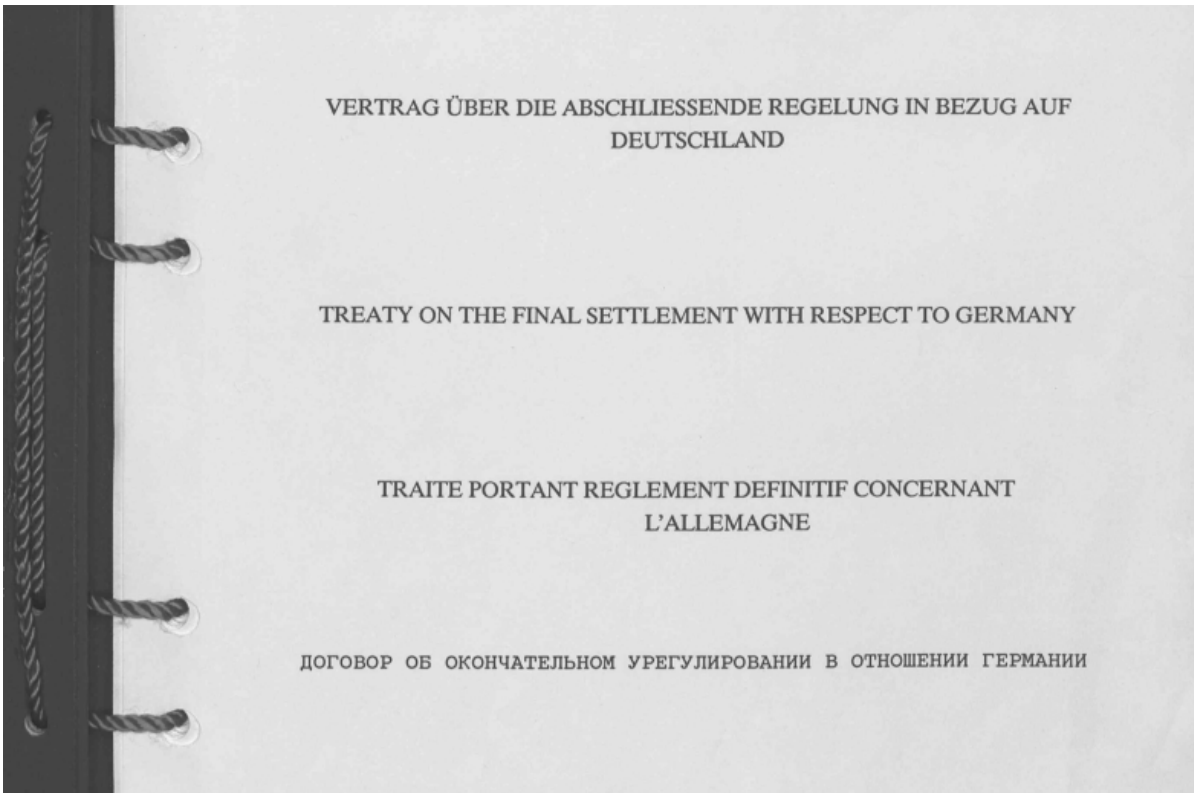 VERTRAG ÜBER DIE ABSCHLIESSENDE REGELUNG IN BEZUG AUF
DEUTSCHLAND
TREATY ON THE FINAL SETTLEMENT WITH RESPECT TO GERMANY
TRAITE PORTANT REGLEMENT DEFINITIF CONCERNANT
L'ALLEMAGNE
ДОГОВОР ОБ ОКОНЧАТЕЛЬНОМ УРЕГУЛИРОВАНИИ В ОТНОШЕНИИ ГЕРМАНИИ